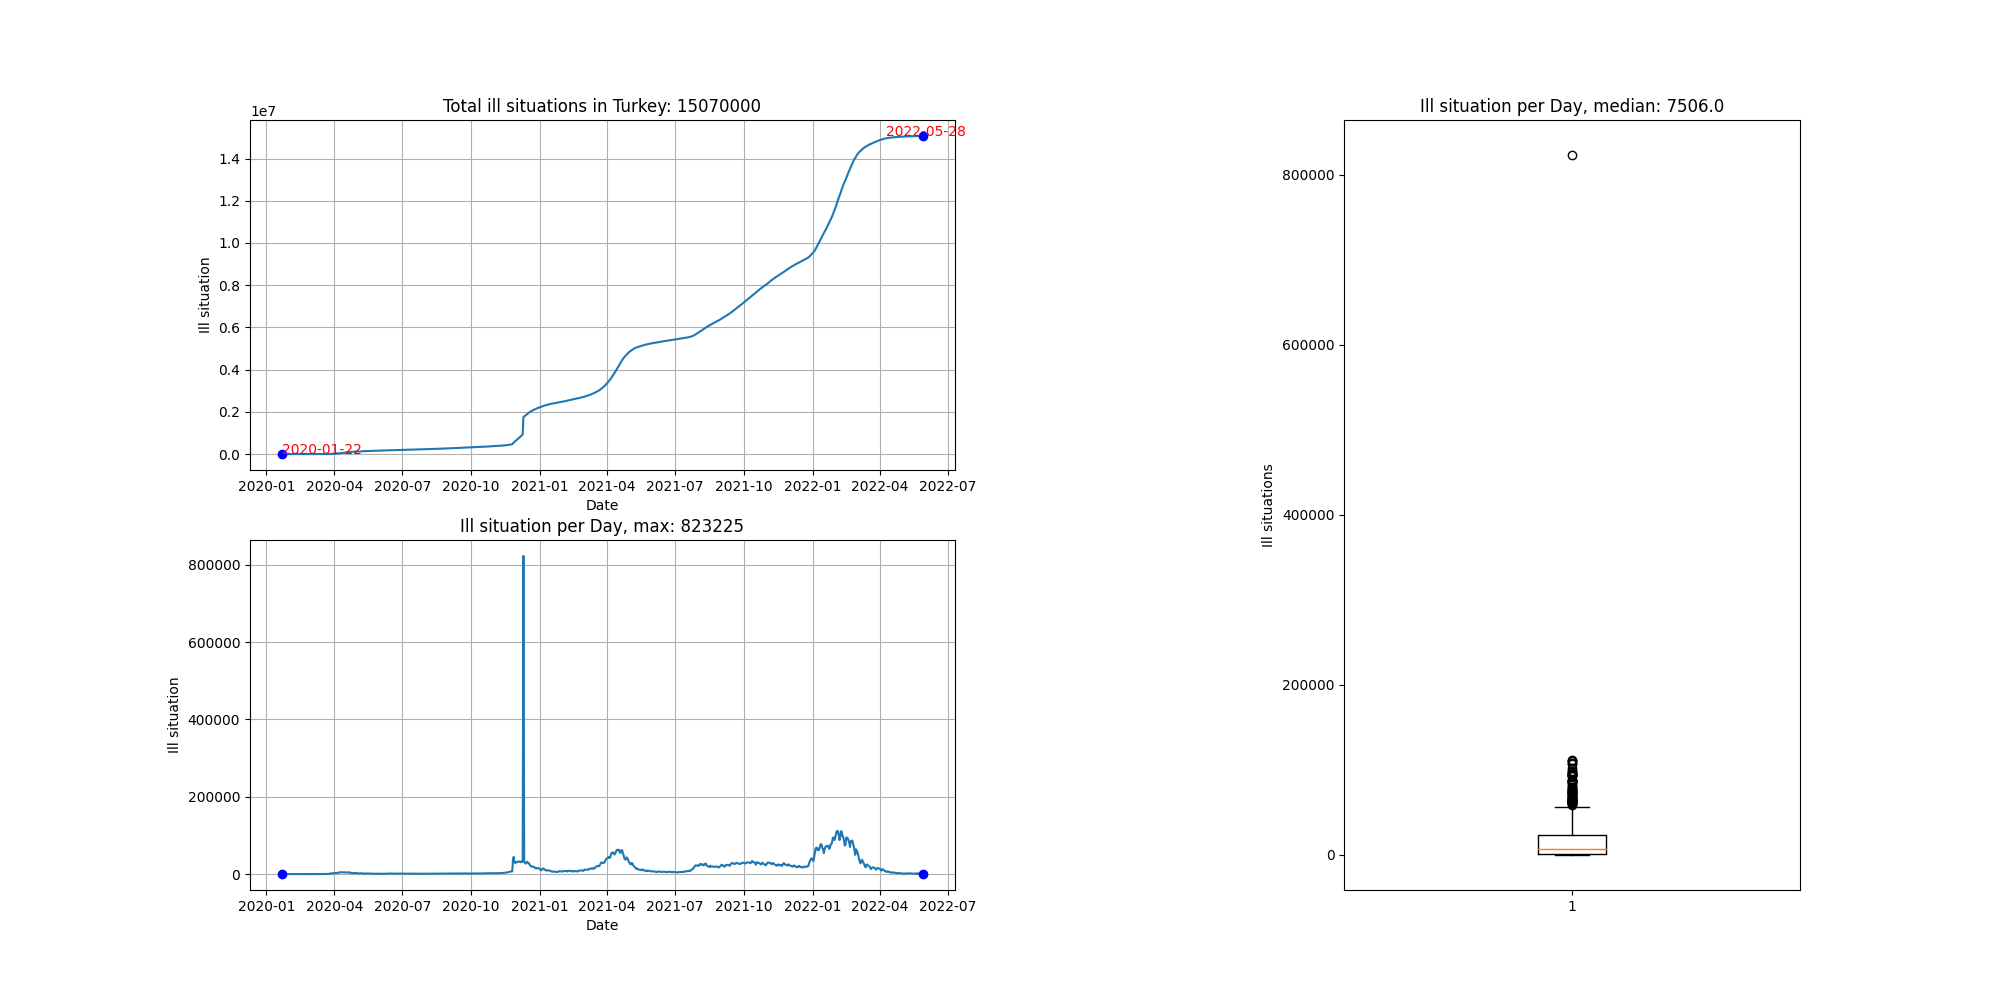 Total ill situations in Turkey: 15070000
1e7
2022-05-28
1.4
1.2
1.0
0.8
0.6
0.4
0.2
0.0
Ill situation
2020-01-22
2020-01 2020-04 2020-07 2020-10 2021-01 2021-04 2021-07 2021-10 2022-01 2022-04 2022-07
Date
Ill situation per Day, max: 823225
800000
600000
400000
200000
0
Ill situation
2020-01 2020-04 2020-07 2020-10 2021-01 2021-04 2021-07 2021-10 2022-01 2022-04 2022-07
Date
Ill situation per Day, median: 7506.0
800000
600000
400000
200000
0
Ill situations
1